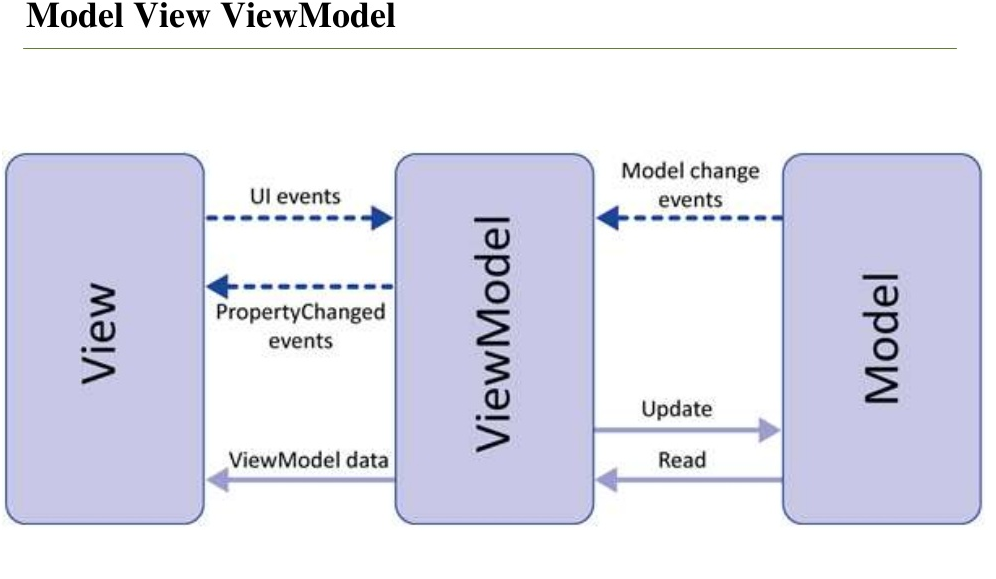 Model View ViewModel
View
UI events
PropertyChanged
events
ViewModel data
ViewModel
Model change
events
Update
Read
Model